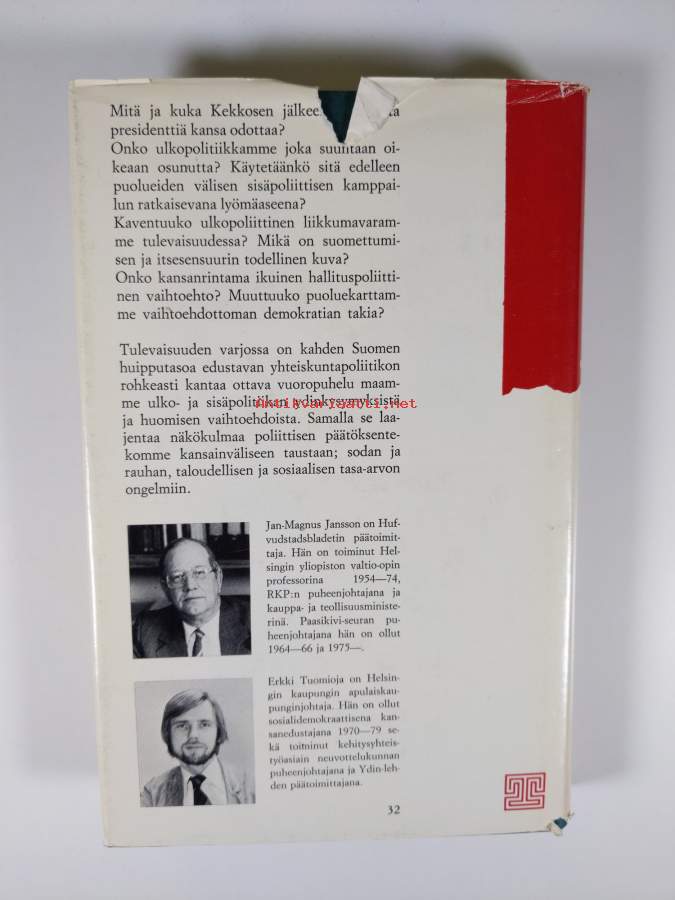 Mitä ja kuka Kekkosen jälkee
presidenttiä kansa odottaa?
Onko ulkopolitiikkamme joka suuntaan oi-
keaan osunutta? Käytetäänkö sitä edelleen
puolueiden välisen sisäpoliittisen kamppai-
lun ratkaisevana lyömäaseena?
Kaventuuko ulkopoliittinen liikkumavaram-
me tulevaisuudessa? Mikä on suomettumi-
sen ja itsesensuurin todellinen kuva?
Onko kansanrintama ikuinen hallituspoliitti-
nen vaihtoehto? Muuttuuko puoluekarttam-
me vaihtoehdottoman demokratian takia?
Tulevaisuuden varjossa on kahden Suomen
huipputasoa edustavan yhteiskuntapoliitikon
rohkeasti kantaa ottava vuoropuhelu maam-
me ulko- ja sisäpolitiikan ydinkysymyksistä
Antikvariaatti.net
ja huomisen vaihtoehdoista. Samalla se laa-
jentaa näkökulmaa poliittisen päätöksente-
komme kansainväliseen taustaan; sodan ja
rauhan, taloudellisen ja sosiaalisen tasa-arvon
ongelmiin.
Jan-Magnus Jansson on Huf-
vudstadsbladetin päätoimit-
taja. Hän on toiminut Hel-
singin yliopiston valtio-opin
professorina 1954—74,
RKP:n puheenjohtajana ja
kauppa- ja teollisuusministe-
rinä. Paasikivi-seuran pu-
heenjohtajana hän on ollut
1964—66 ja 1975—.
Erkki Tuomioja on Helsin-
gin kaupungin apulaiskau-
punginjohtaja. Hän on ollut
sosialidemokraattisena kan-
sanedustajana 1970—79 se-
kä toiminut kehitysyhteis-
työasiain neuvottelukunnan
puheenjohtajana ja Ydin-leh-
den päätoimittajana.
32